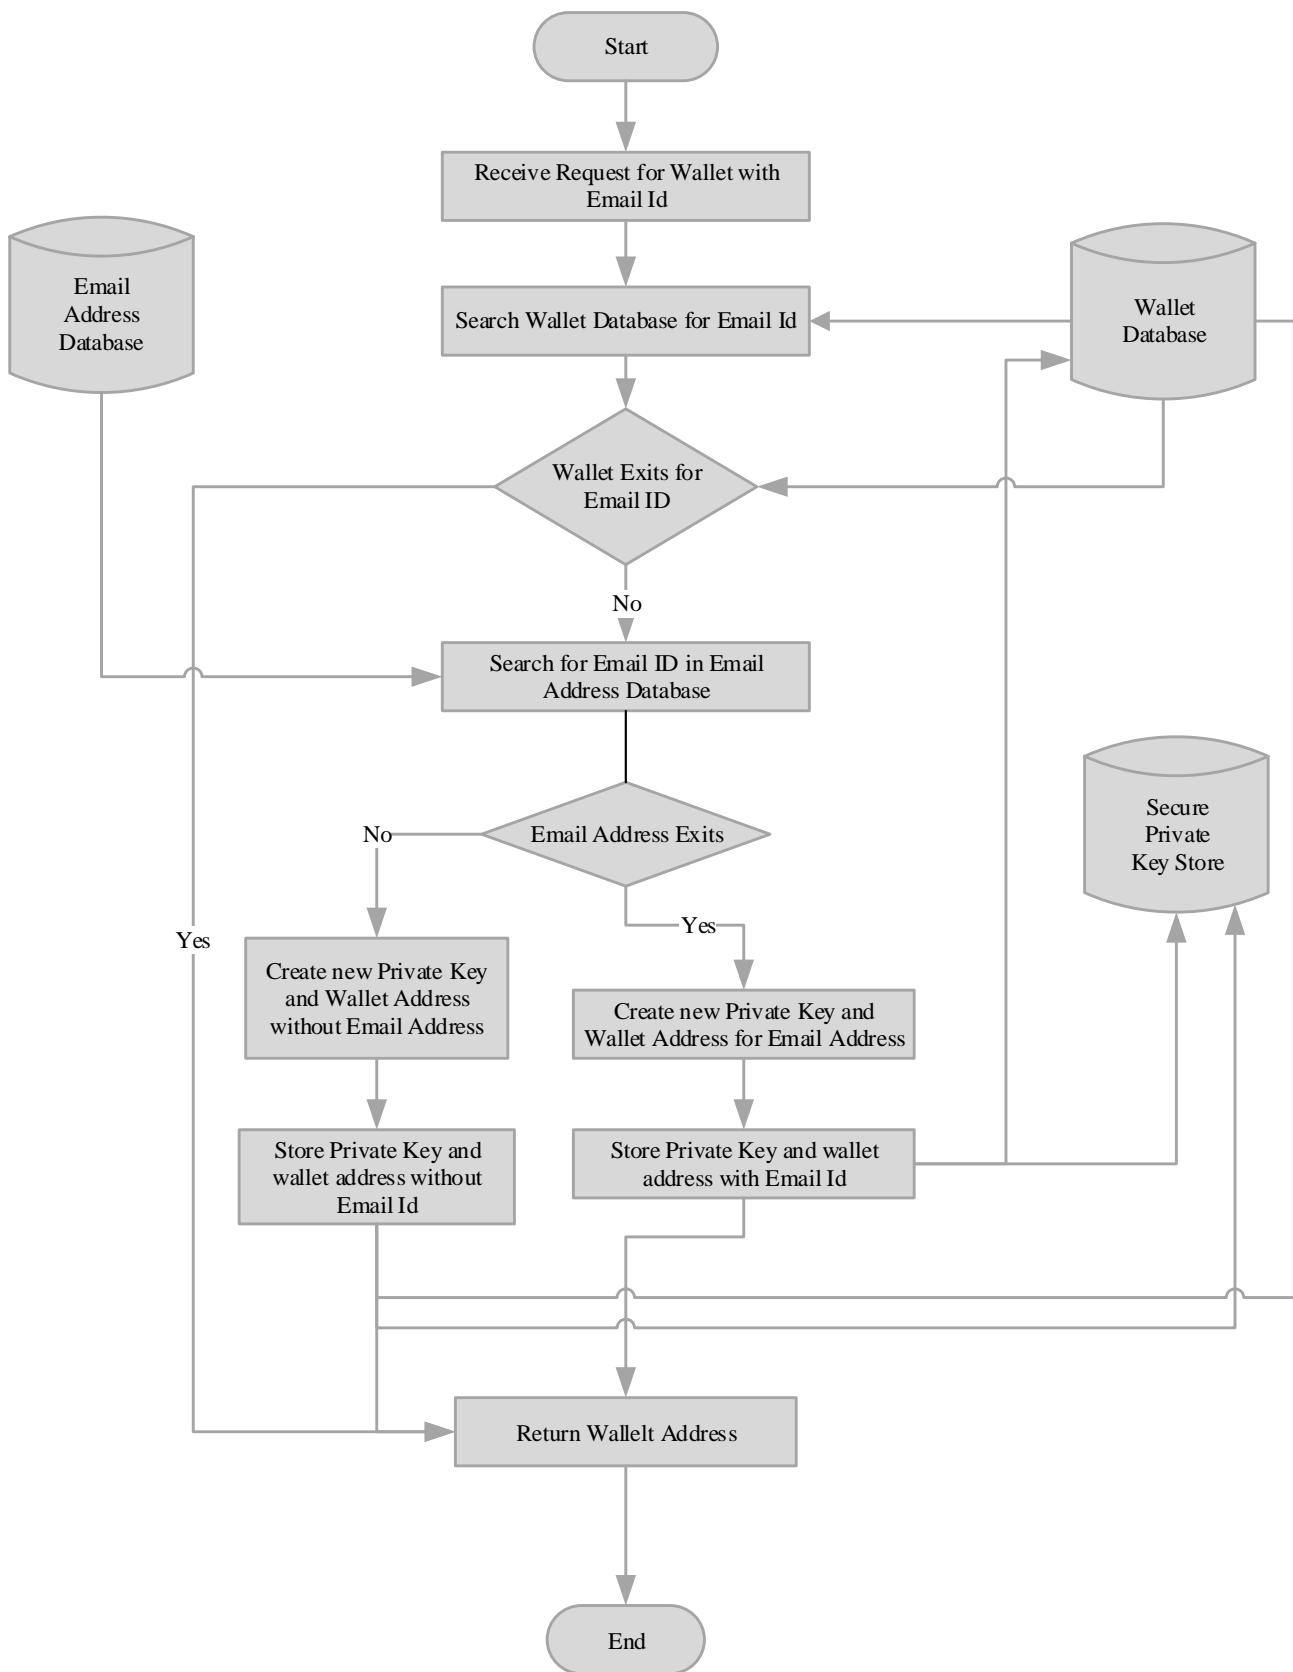 Start
Receive Request for Wallet with
Email Id
Email
Address
Database
Search Wallet Database for Email Id
Wallet
Database
Wallet Exits for
Email ID
No
Search for Email ID in Email
Address Database
Secure
Private
Key Store
Email Address Exits
No
Yes
Yes
Create new Private Key
and Wallet Address
without Email Address
Create new Private Key and
Wallet Address for Email Address
Store Private Key and
wallet address without
Email Id
Store Private Key and wallet
address with Email Id
Return Wallelt Address
End